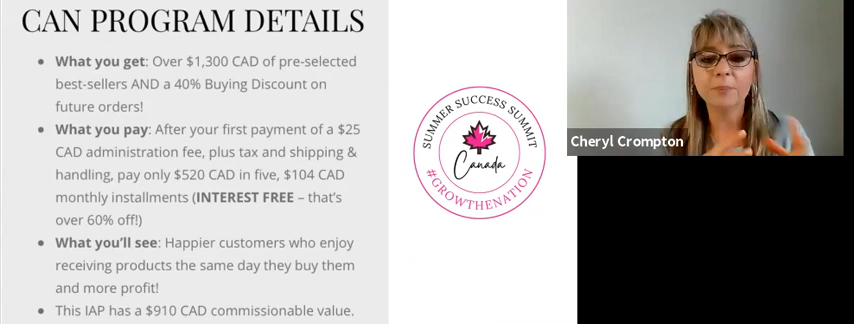 CAN PROGRAM DETAILS
• What you get: Over $1,300 CAD of pre-selected
best-sellers AND a 40% Buying Discount on
future orders!
• What you pay: After your first payment of a $25
CAD administration fee, plus tax and shipping &
handling, pay only $520 CAD in five, $104 CAD
monthly installments (INTEREST FREE – that’s
over 60% off!)
• What you’ll see: Happier customers who enjoy
receiving products the same day they buy them
and more profit!
• This IAP has a $910 CAD commissionable value.
SUMMER SUCCESS SUMMIT
Canada
#GROWTHENATION
Cheryl Crompton